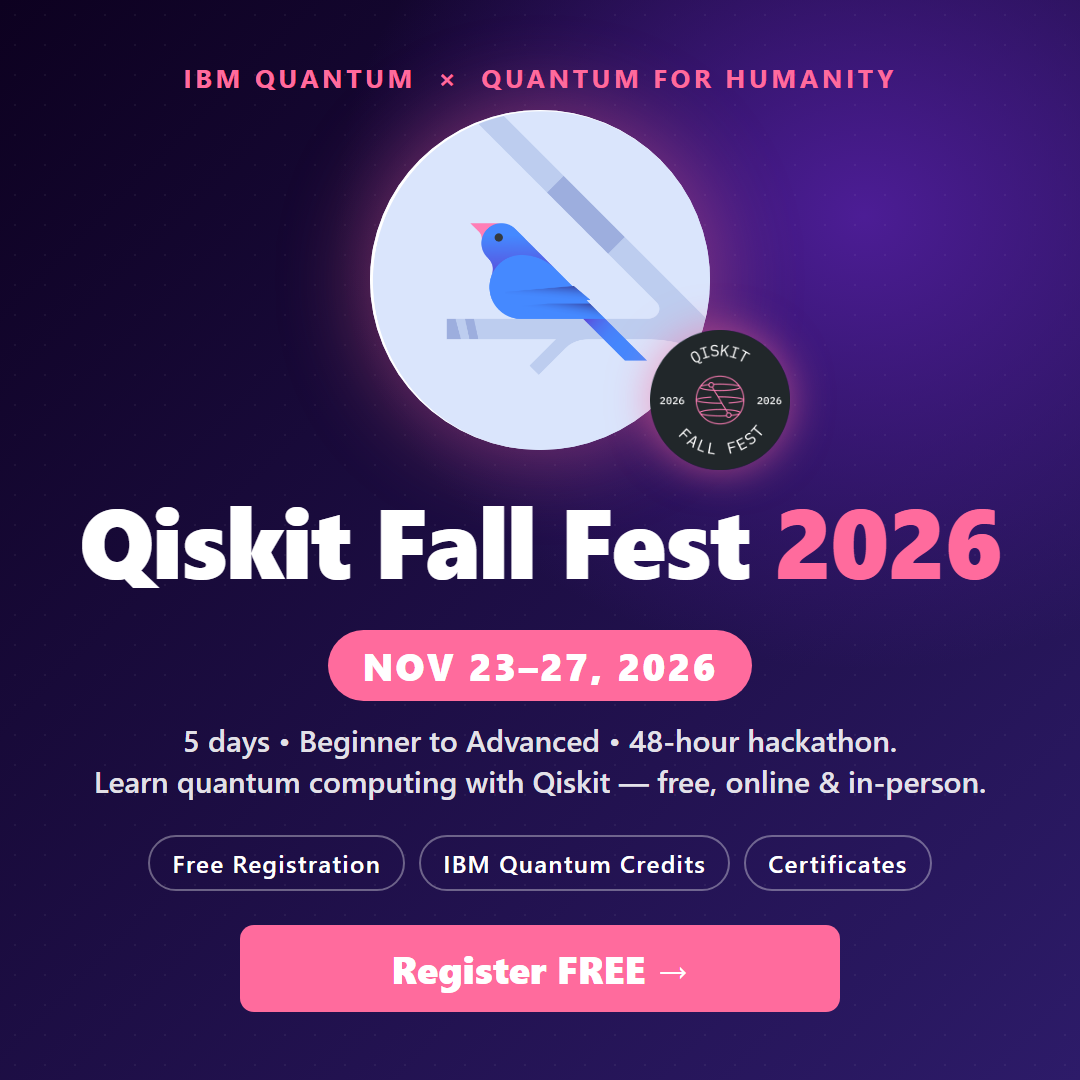 IBM QUANTUM × QUANTUM FOR HUMANITY
QISKIT
2026 2026
FALL FEST
Qiskit Fall Fest 2026
NOV 23–27, 2026
5 days • Beginner to Advanced • 48-hour hackathon.
Learn quantum computing with Qiskit — free, online & in-person.
Free Registration IBM Quantum Credits Certificates
Register FREE →